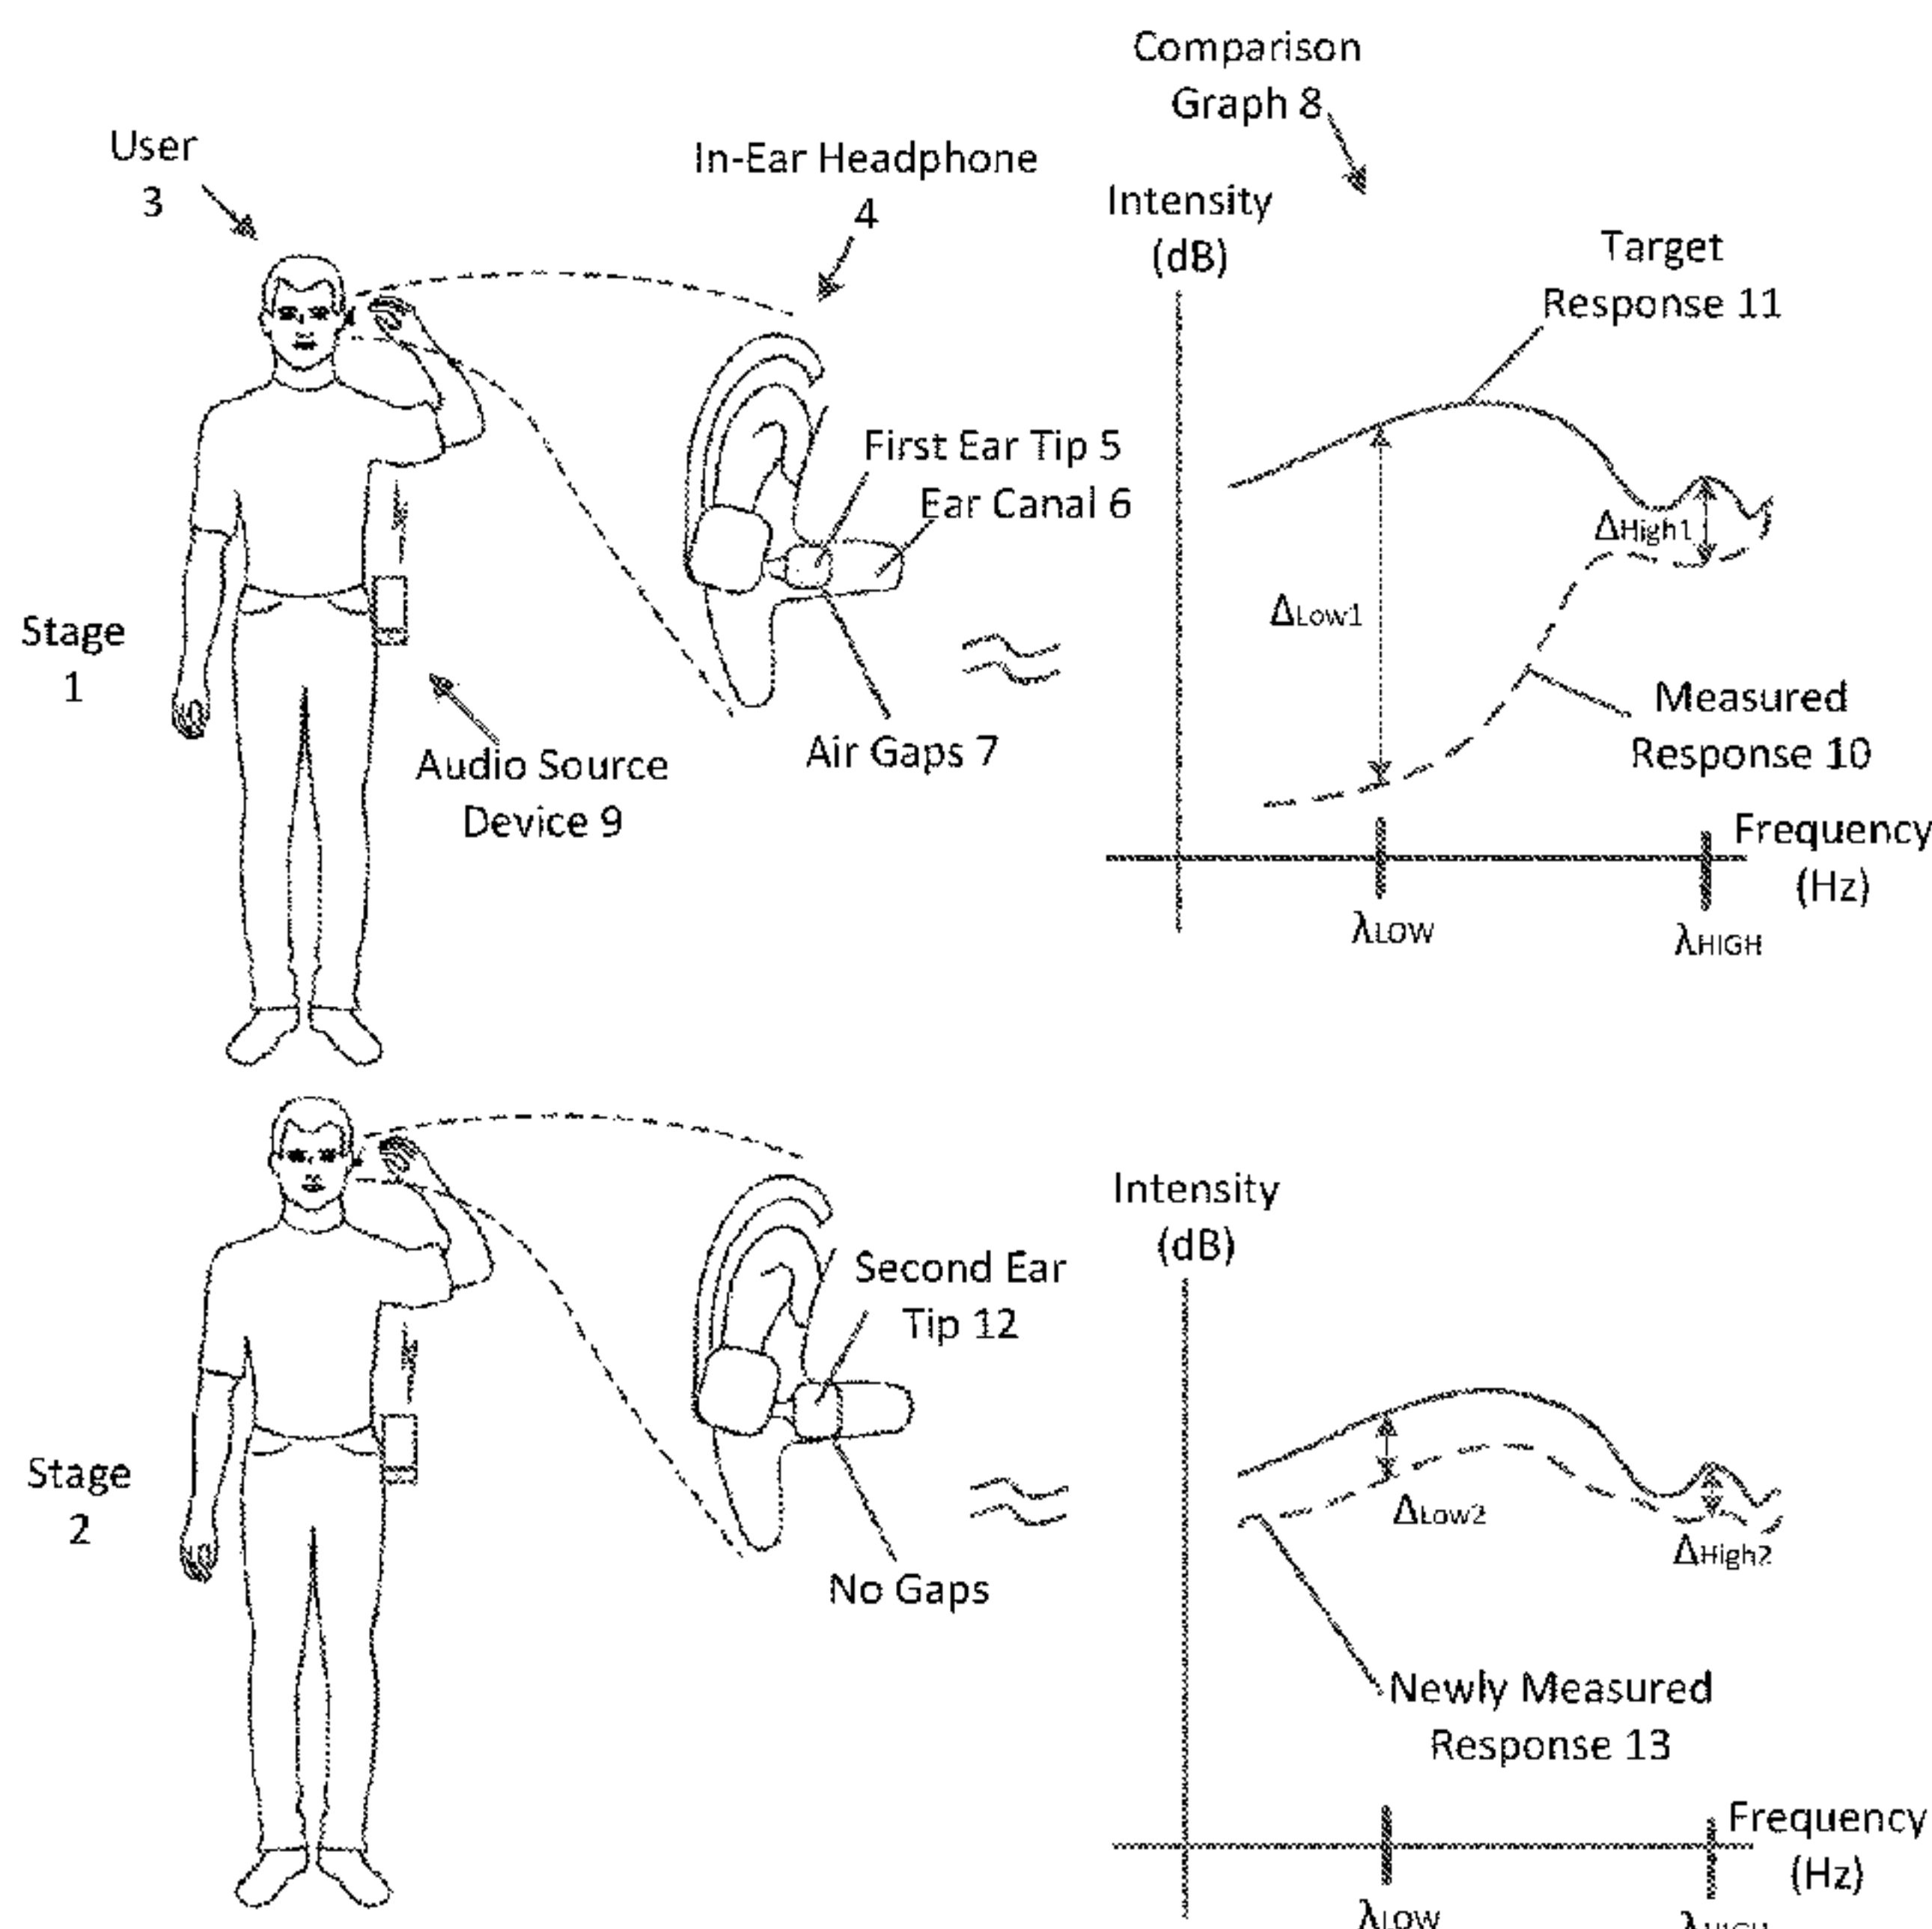 Comparison
Graph 8
User
3
In-Ear Headphone
4
Intensity
(dB)
Target
Response 11
First Ear Tip 5
Ear Canal 6
ΔHigh1
ΔLow1
Stage
1
Measured
Response 10
Air Gaps 7
Audio Source
Device 9
Frequency
(Hz)
λLOW
λHIGH
Intensity
(dB)
Second Ear
Tip 12
Stage
2
ΔLow2
ΔHigh2
No Gaps
Newly Measured
Response 13
Frequency
(Hz)
λLOW
λHIGH